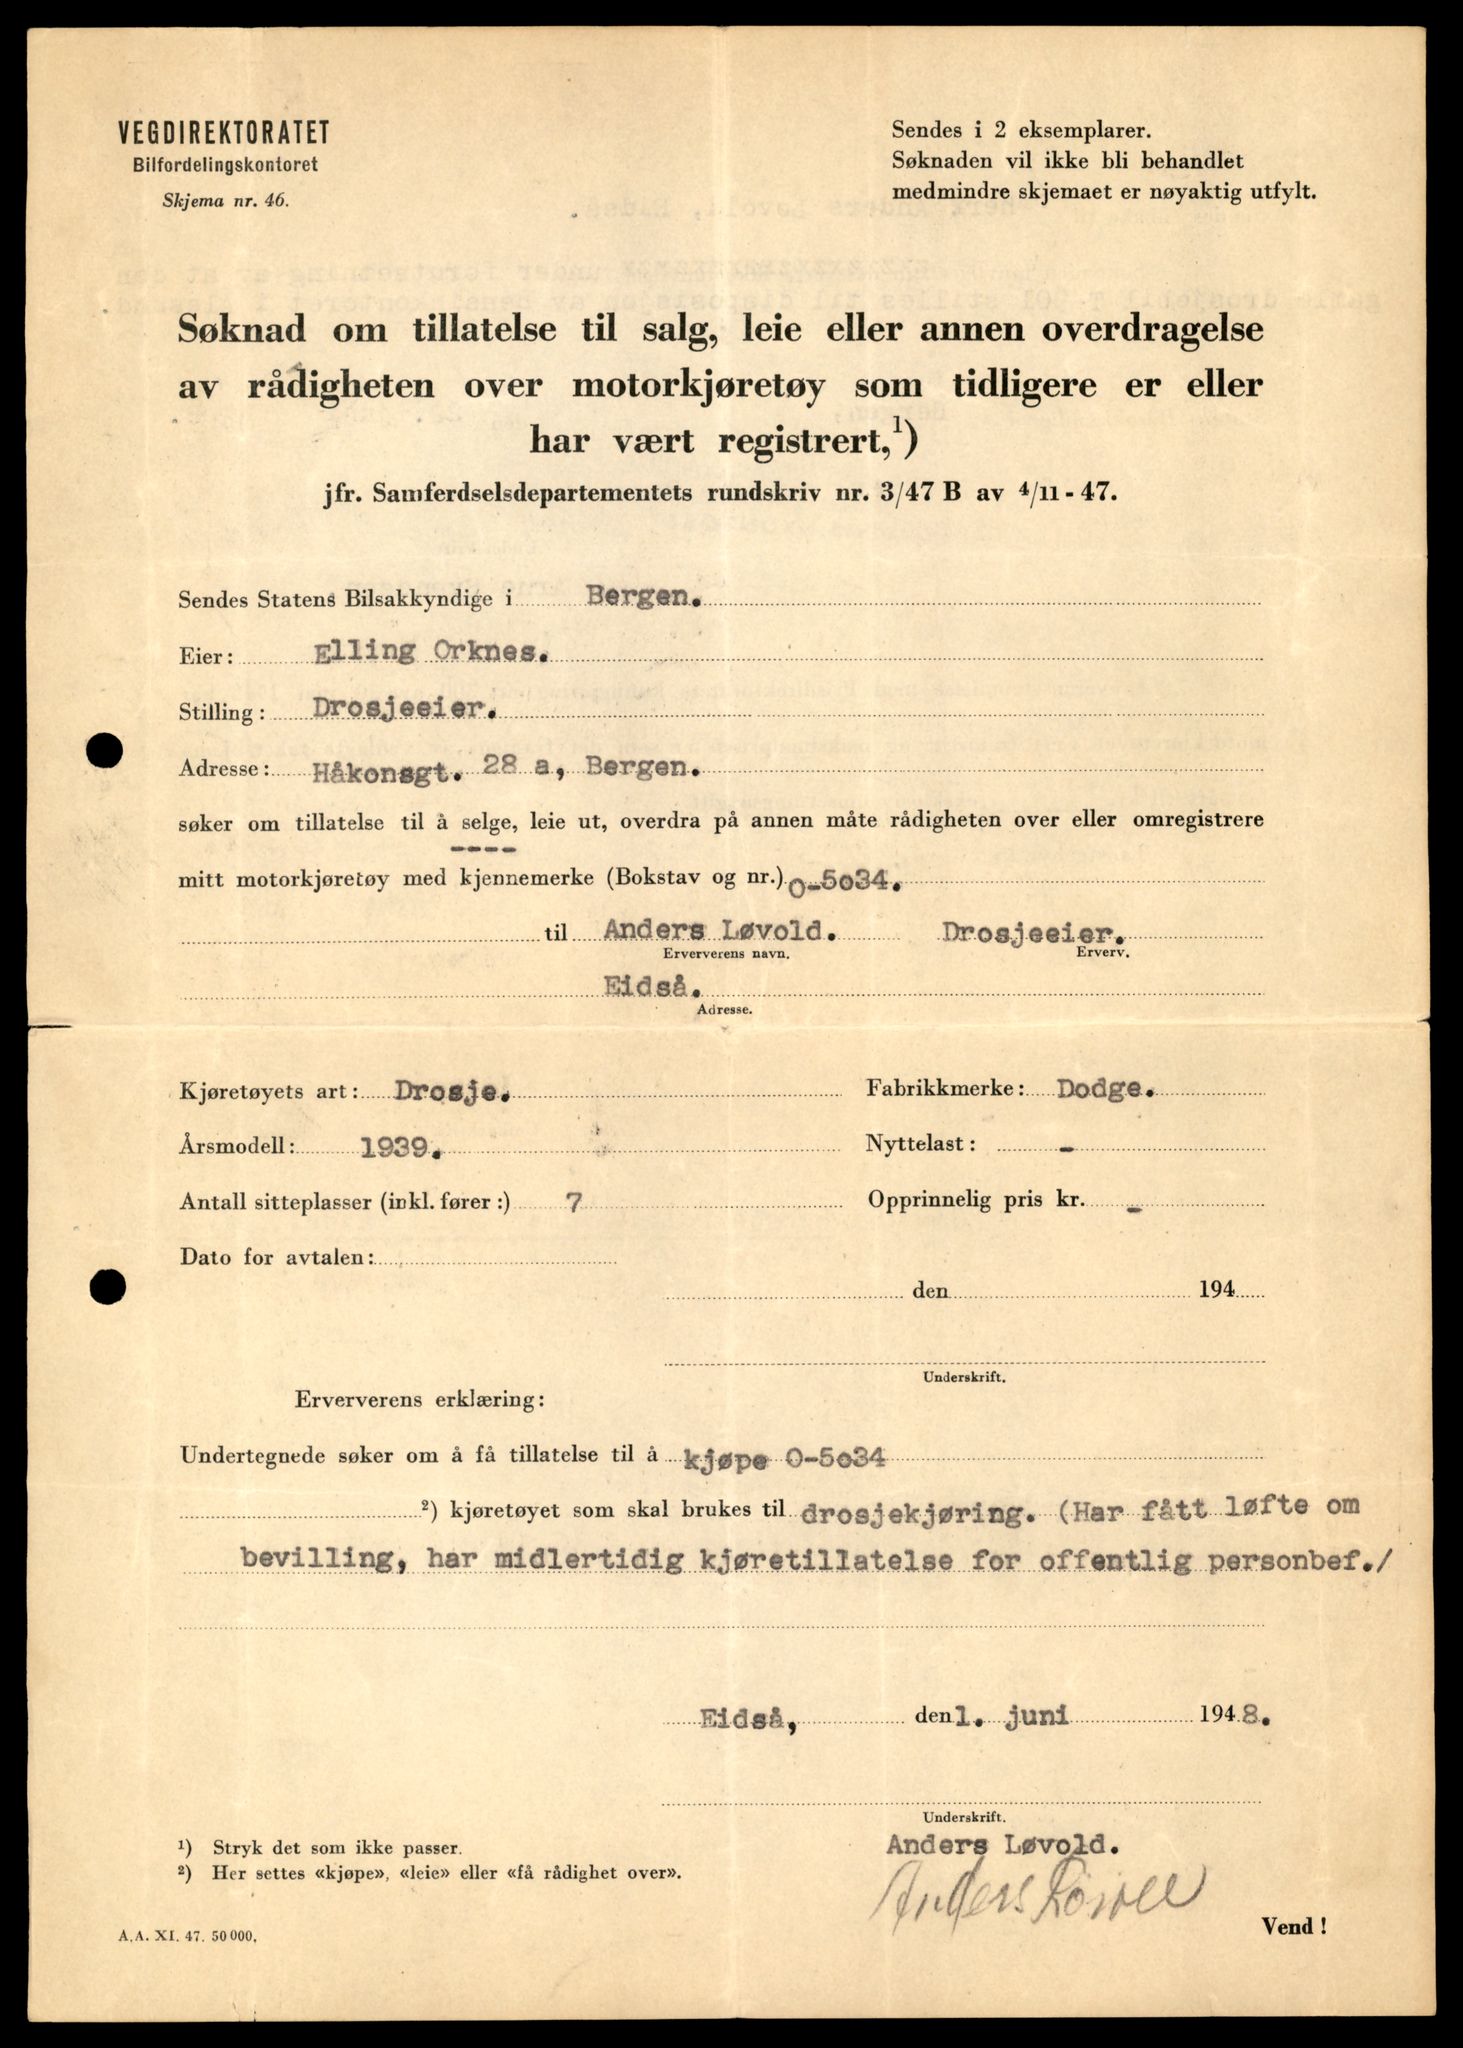 VEGDIREKTORATET
Bilfordelingskontoret
Skjema nr. 46.
Sendes i 2 eksemplarer.
Søknaden vil ikke bli behandlet
medmindre skjemaet er nøyaktig utfylt.
Søknad om tillatelse til salg, leie eller annen overdragelse
av rådigheten over motorkjøretøy som tidligere er eller
har vært registrert,¹)
jfr. Samferdselsdepartementets rundskriv nr. 3/47 B av 4/11 - 47.
Sendes Statens Bilsakkyndige i Bergen.
Eier: Elling Orknes.
Stilling: Drosjeeier.
Adresse: Håkonsgt. 28 a, Bergen.
søker om tillatelse til å selge, leie ut, overdra på annen måte rådigheten over eller omregistrere
mitt motorkjøretøy med kjennemerke (Bokstav og nr.) O-5o34.
til Anders Løvold. Drosjeeier.
Erververens navn. Erverv.
Eidså.
Adresse.
Kjøretøyets art: Drosje. Fabrikkmerke: Dodge.
Årsmodell: 1939. Nyttelast: -
Antall sitteplasser (inkl. fører:) 7 Opprinnelig pris kr. -
Dato for avtalen:
den 194
Underskrift.
Erververens erklæring:
Undertegnede søker om å få tillatelse til å kjøpe O-5o34
²) kjøretøyet som skal brukes til drosjekjøring. (Har fått løfte om
bevilling, har midlertidig kjøretillatelse for offentlig personbef./
Eidså, den 1. juni 1948.
Underskrift.
Anders Løvold.
Anders Løvoll
¹) Stryk det som ikke passer.
²) Her settes «kjøpe», «leie» eller «få rådighet over».
A.A. XI. 47. 50 000.
Vend!